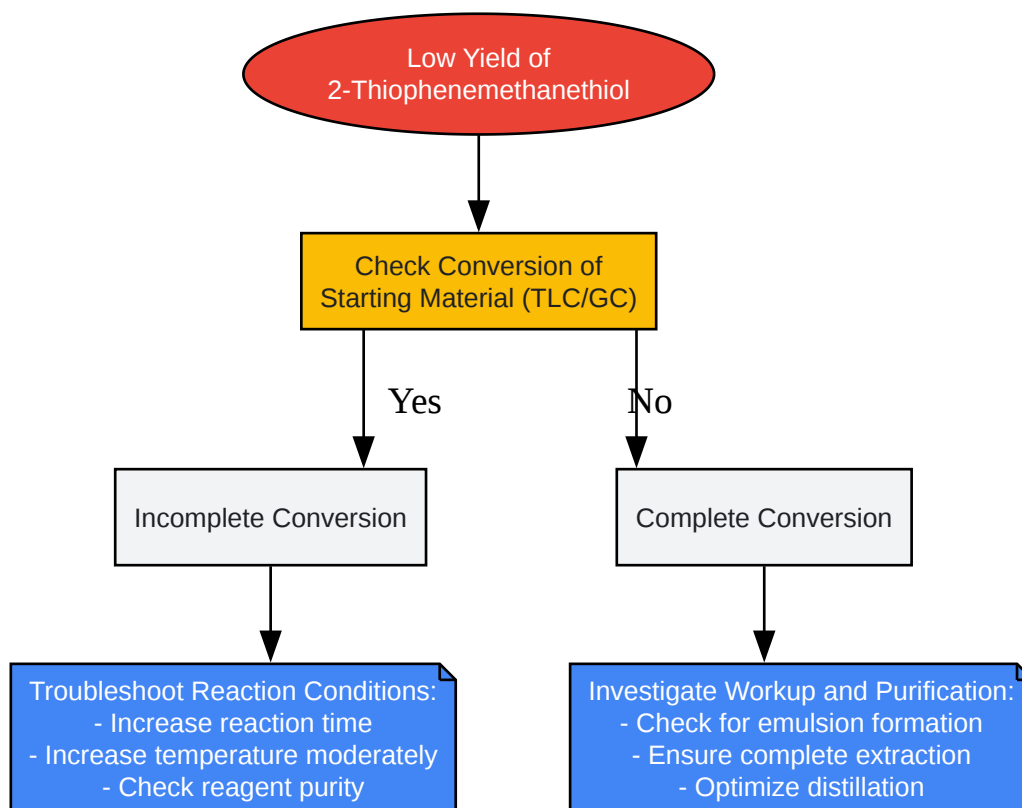 Low Yield of
2-Thiophenemethanethiol
Check Conversion of
Starting Material (TLC/GC)
Yes
No
Incomplete Conversion
Complete Conversion
Troubleshoot Reaction Conditions:
- Increase reaction time
- Increase temperature moderately
- Check reagent purity
Investigate Workup and Purification:
- Check for emulsion formation
- Ensure complete extraction
- Optimize distillation